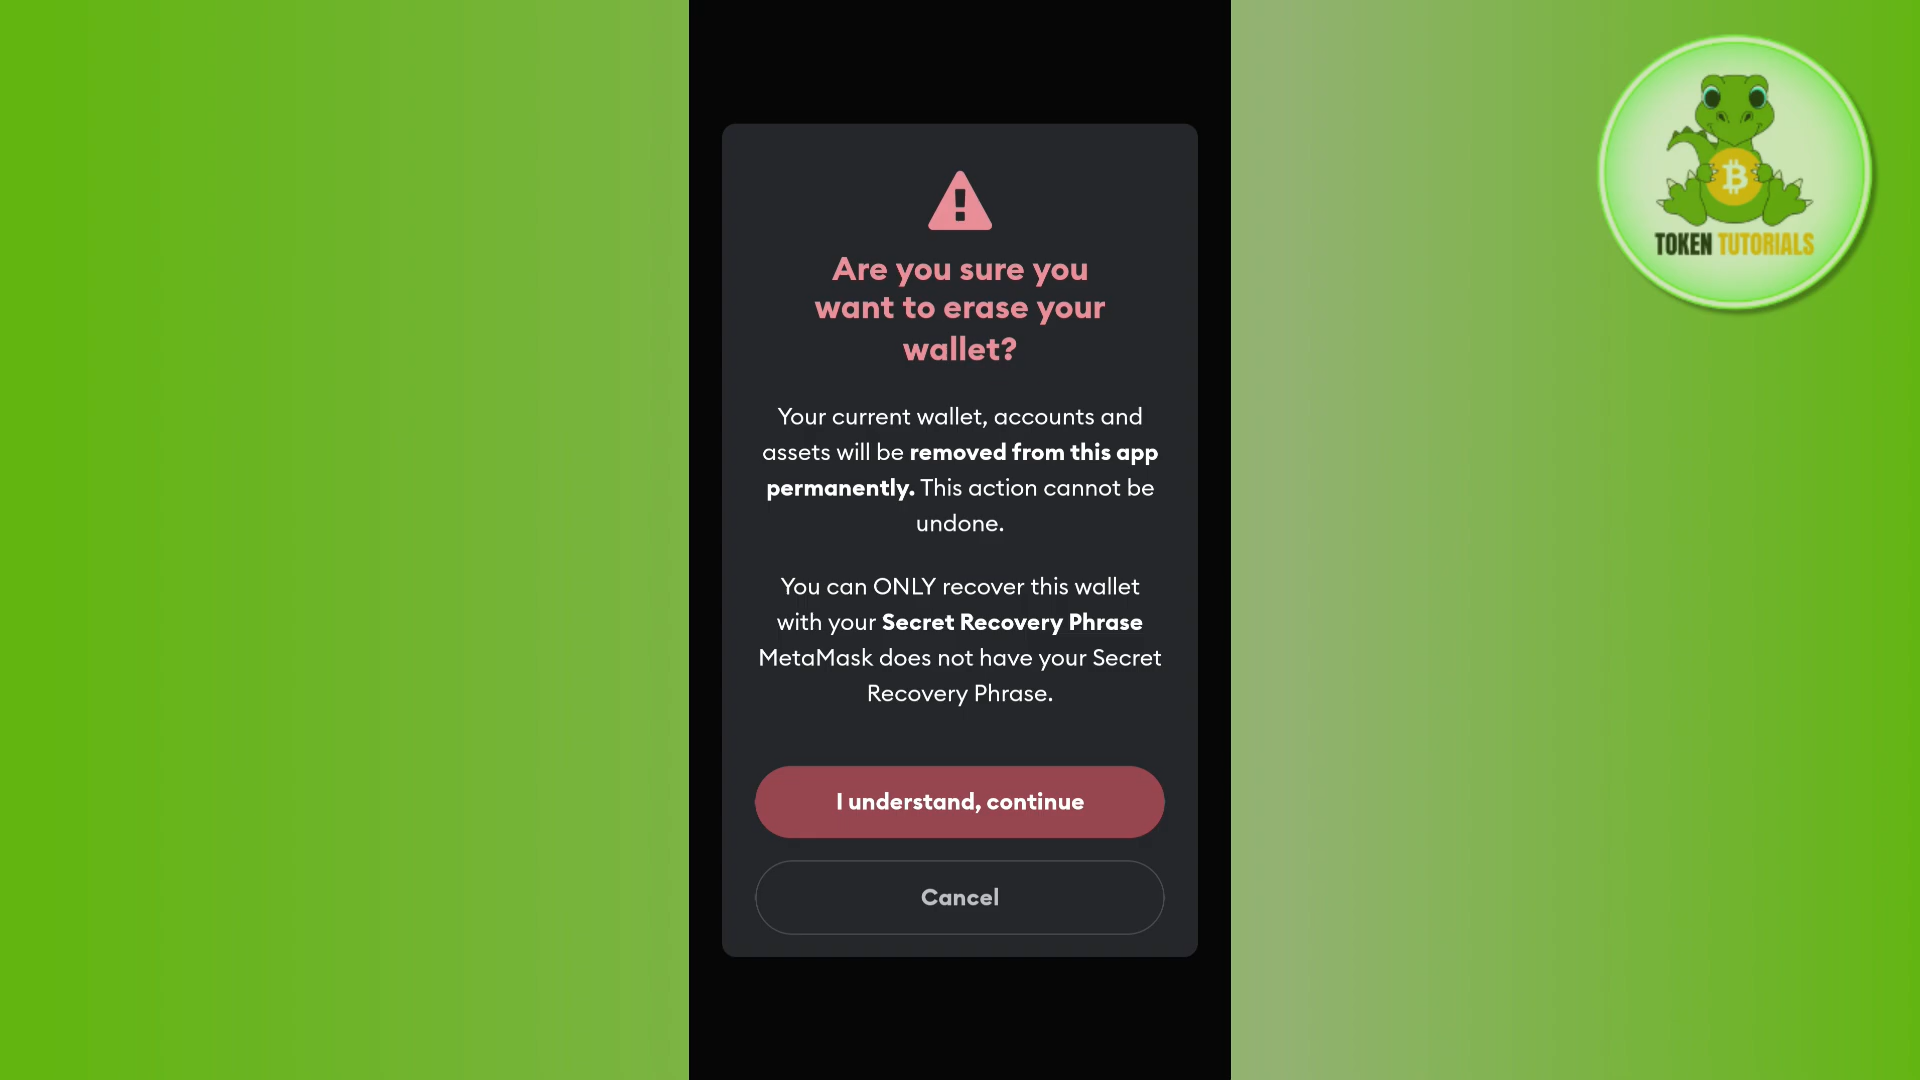 TOKEN TUTORIALS
Are you sure you
want to erase your
wallet?
Your current wallet, accounts and
assets will be removed from this app
permanently. This action cannot be
undone.
You can ONLY recover this wallet
with your Secret Recovery Phrase
MetaMask does not have your Secret
Recovery Phrase.
I understand, continue
Cancel